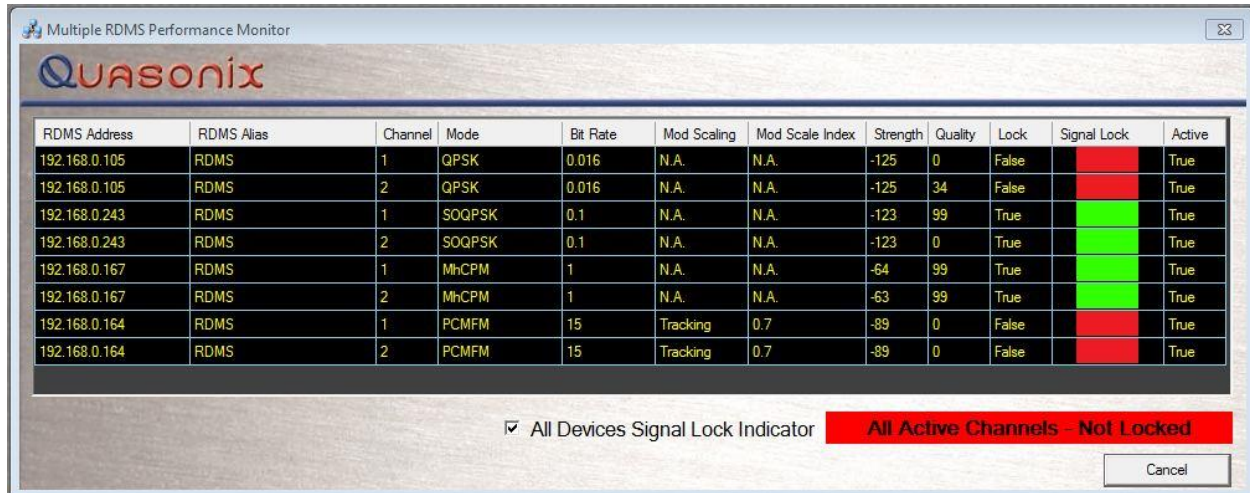 Multiple RDMS Performance Monitor
Quasonix
RDMS Address RDMS Alias Channel Mode Bit Rate Mod Scaling Mod Scale Index Strength Quality Lock Signal Lock Active
192.168.0.105 RDMS 1 QPSK 0.016 N.A. N.A. -125 0 False True
192.168.0.105 RDMS 2 QPSK 0.016 N.A. N.A. -125 34 False True
192.168.0.243 RDMS 1 SOQPSK 0.1 N.A. N.A. -123 99 True True
192.168.0.243 RDMS 2 SOQPSK 0.1 N.A. N.A. -123 0 True True
192.168.0.167 RDMS 1 MhCPM 1 N.A. N.A. -64 99 True True
192.168.0.167 RDMS 2 MhCPM 1 N.A. N.A. -63 99 True True
192.168.0.164 RDMS 1 PCMFM 15 Tracking 0.7 -89 0 False True
192.168.0.164 RDMS 2 PCMFM 15 Tracking 0.7 -89 0 False True
All Devices Signal Lock Indicator All Active Channels - Not Locked
Cancel